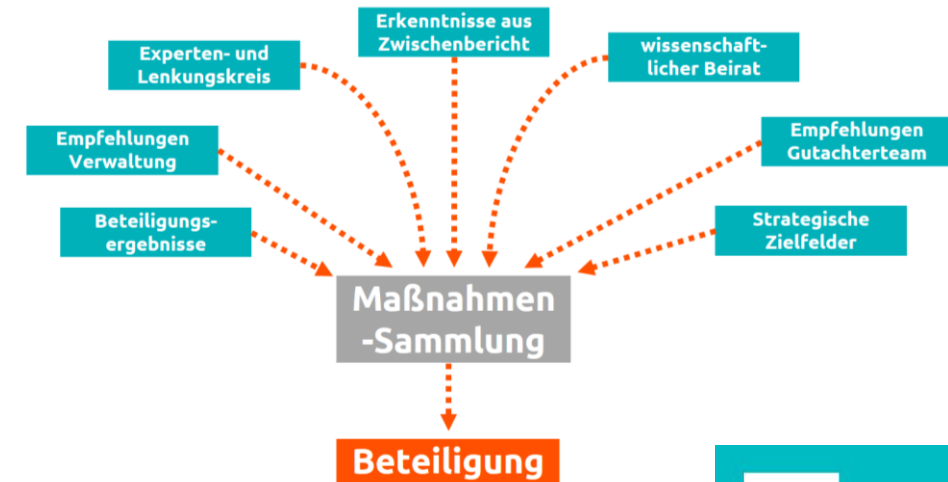 Erkenntnisse aus
Zwischenbericht
Experten- und
Lenkungskreis
wissenschaft-
licher Beirat
Empfehlungen
Verwaltung
Empfehlungen
Gutachterteam
Beteiligungs-
ergebnisse
Strategische
Zielfelder
Maßnahmen
-Sammlung
Beteiligung